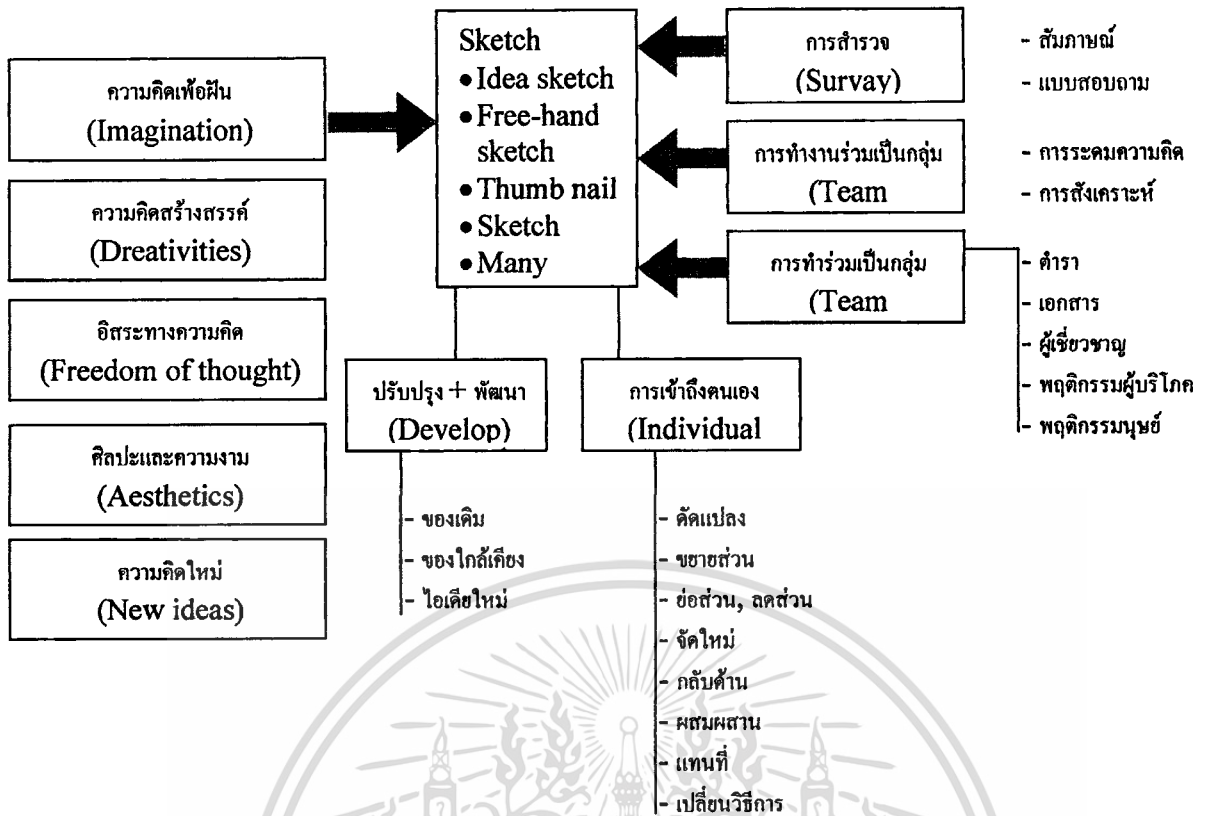 ความคิดเพ้อฝัน
(Imagination)
ความคิดสร้างสรรค์
(Dreativities)
อิสระทางความคิด
(Freedom of thought)
ศิลปะและความงาม
(Aesthetics)
ความคิดใหม่
(New ideas)
Sketch
• Idea sketch
• Free-hand
sketch
• Thumb nail
• Sketch
• Many
การสำรวจ
(Survay)
- สัมภาษณ์
- แบบสอบถาม
การทำงานร่วมเป็นกลุ่ม
(Team
- การระดมความคิด
- การสังเคราะห์
การทำร่วมเป็นกลุ่ม
(Team
- ตำรา
- เอกสาร
- ผู้เชี่ยวชาญ
- พฤติกรรมผู้บริโภค
- พฤติกรรมนุษย์
ปรับปรุง + พัฒนา
(Develop)
- ของเดิม
- ของใกล้เคียง
- ไอเดียใหม่
การเข้าถึงตนเอง
(Individual
- ดัดแปลง
- ขยายส่วน
- ย่อส่วน, ลดส่วน
- จัดใหม่
- กลับด้าน
- ผสมผสาน
- แทนที่
- เปลี่ยนวิธีการ